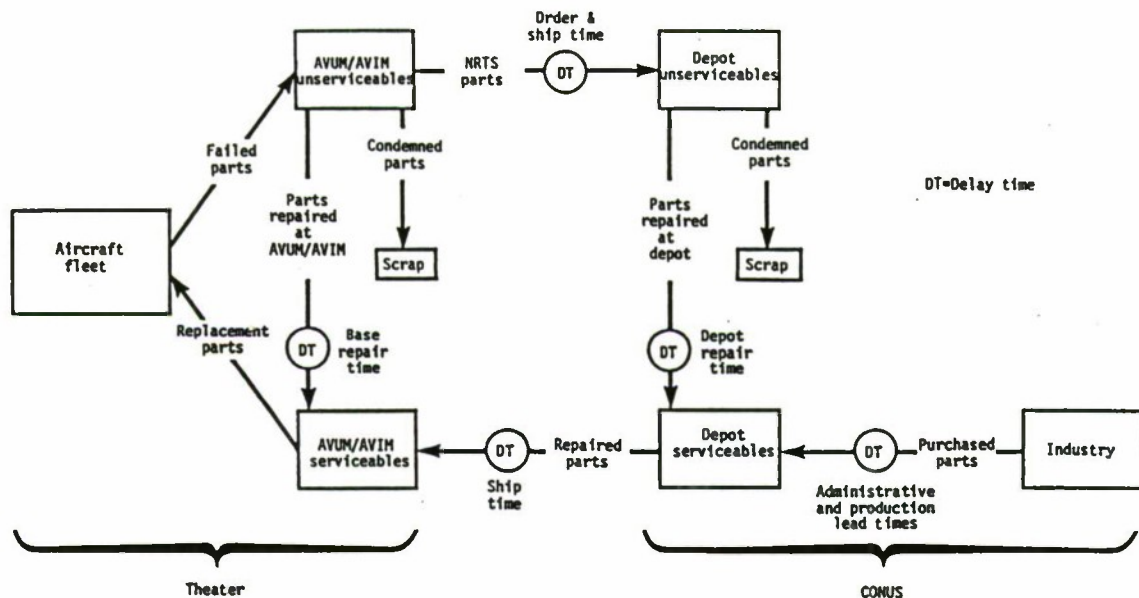 Drder &
ship time
AVUM/AVIM
unserviceables
NRTS
parts
DT
Depot
unserviceables
Failed
parts
Condemned
parts
Condemned
parts
DT=Delay time
Parts
repaired
at
AVUM/AVIM
Parts
repaired
at
depot
Aircraft
fleet
Scrap
Scrap
Replacement
parts
DT
Base
repair
time
DT
Depot
repair
time
AVUM/AVIM
serviceables
DT
Ship
time
Repaired
parts
Depot
serviceables
DT
Purchased
parts
Industry
Administrative
and production
lead times
Theater
CONUS